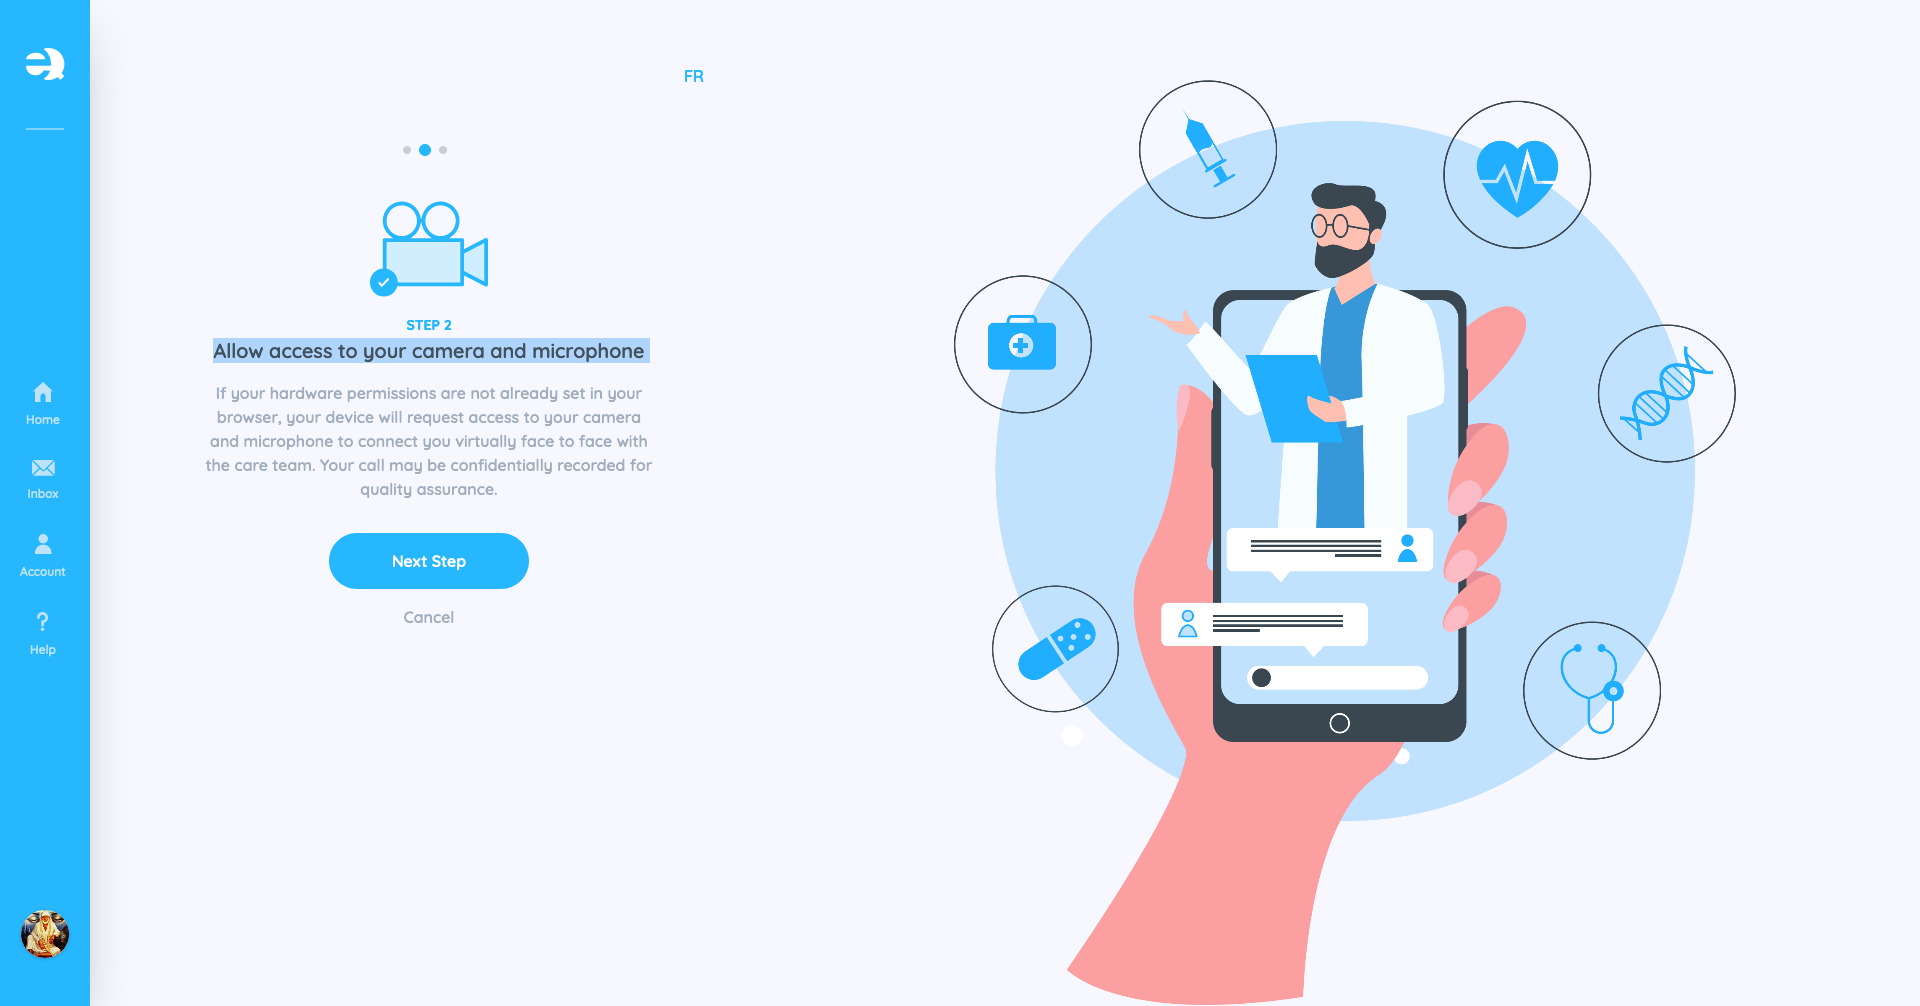 eQ
FR
STEP 2
Allow access to your camera and microphone
If your hardware permissions are not already set in your
browser, your device will request access to your camera
and microphone to connect you virtually face to face with
the care team. Your call may be confidentially recorded for
quality assurance.
Next Step
Cancel
Home
Inbox
Account
Help